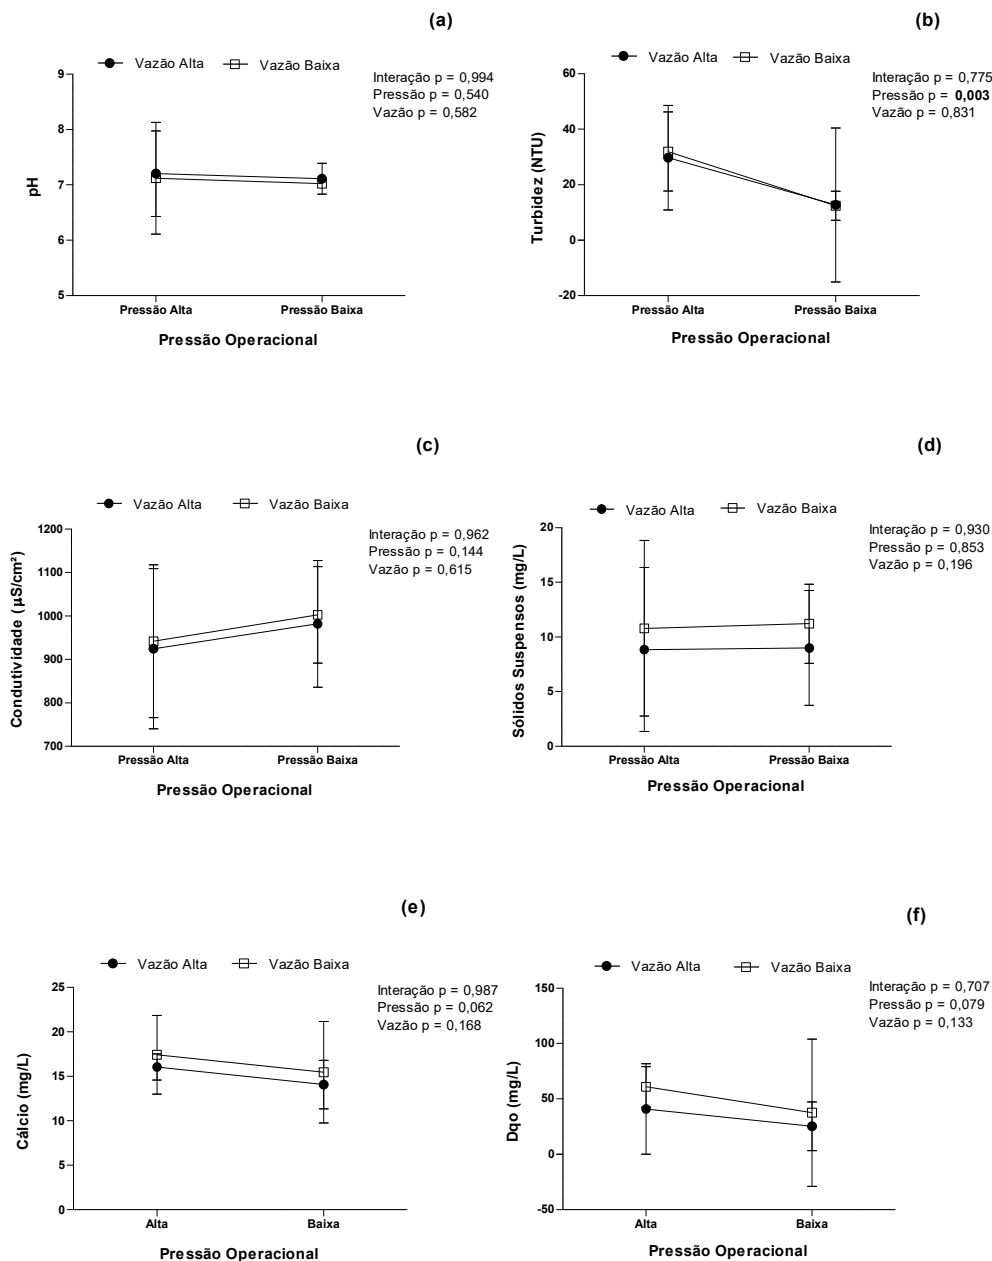 (a)
Vazão Alta Vazão Baixa
Interação p = 0,994
Pressão p = 0,540
Vazão p = 0,582
9
8
7
6
5
pH
Pressão Alta Pressão Baixa
Pressão Operacional
(b)
Vazão Alta Vazão Baixa
Interação p = 0,775
Pressão p = 0,003
Vazão p = 0,831
60
40
20
0
-20
Turbidez (NTU)
Pressão Alta Pressão Baixa
Pressão Operacional
(c)
Vazão Alta Vazão Baixa
Interação p = 0,962
Pressão p = 0,144
Vazão p = 0,615
1200
1100
1000
900
800
700
Condutividade (µS/cm²)
Pressão Alta Pressão Baixa
Pressão Operacional
(d)
Vazão Alta Vazão Baixa
Interação p = 0,930
Pressão p = 0,853
Vazão p = 0,196
20
15
10
5
0
Sólidos Suspensos (mg/L)
Pressão Alta Pressão Baixa
Pressão Operacional
(e)
Vazão Alta Vazão Baixa
Interação p = 0,987
Pressão p = 0,062
Vazão p = 0,168
25
20
15
10
5
0
Cálcio (mg/L)
Alta Baixa
Pressão Operacional
(f)
Vazão Alta Vazão Baixa
Interação p = 0,707
Pressão p = 0,079
Vazão p = 0,133
150
100
50
0
-50
Dqo (mg/L)
Alta Baixa
Pressão Operacional